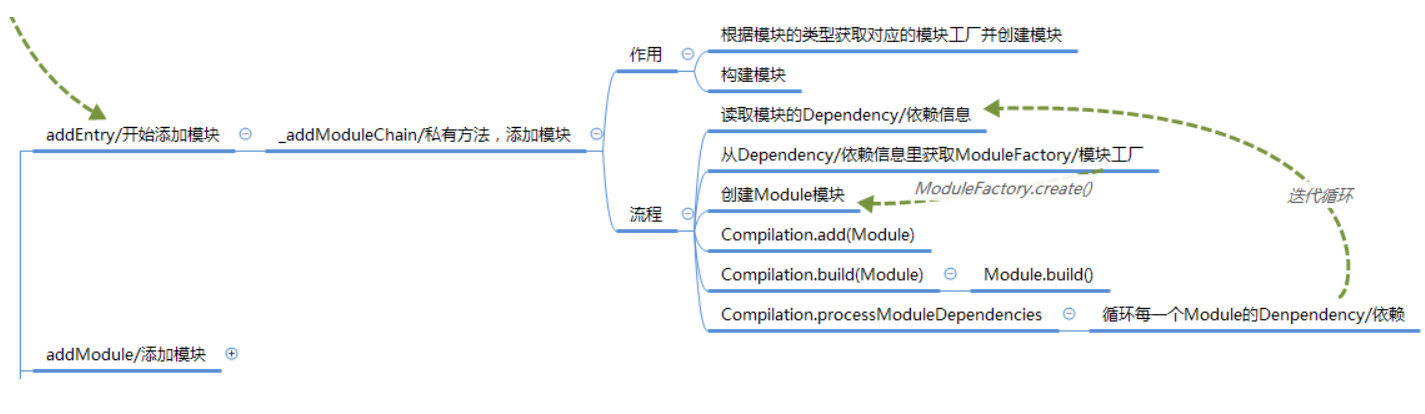 根据模块的类型获取对应的模块工厂并创建模块
作用
构建模块
读取模块的Dependency/依赖信息
addEntry/开始添加模块
_addModuleChain/私有方法，添加模块
从Dependency/依赖信息里获取ModuleFactory/模块工厂
ModuleFactory.create()
迭代循环
创建Module模块
流程
Compilation.add(Module)
Compilation.build(Module)
Module.build()
Compilation.processModuleDependencies
循环每一个Module的Denpendency/依赖
addModule/添加模块